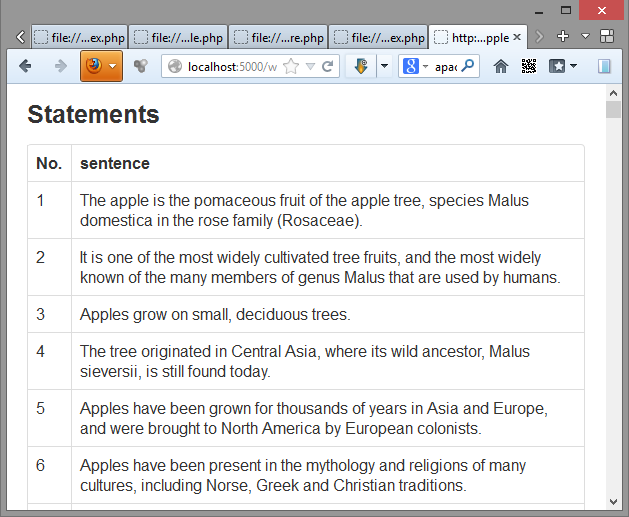 file://...ex.php file://...le.php file://...re.php file://...ex.php http:...pple
localhost:5000/w apac
Statements
No. sentence
1 The apple is the pomaceous fruit of the apple tree, species Malus
domestica in the rose family (Rosaceae).
2 It is one of the most widely cultivated tree fruits, and the most widely
known of the many members of genus Malus that are used by humans.
3 Apples grow on small, deciduous trees.
4 The tree originated in Central Asia, where its wild ancestor, Malus
sieversii, is still found today.
5 Apples have been grown for thousands of years in Asia and Europe,
and were brought to North America by European colonists.
6 Apples have been present in the mythology and religions of many
cultures, including Norse, Greek and Christian traditions.